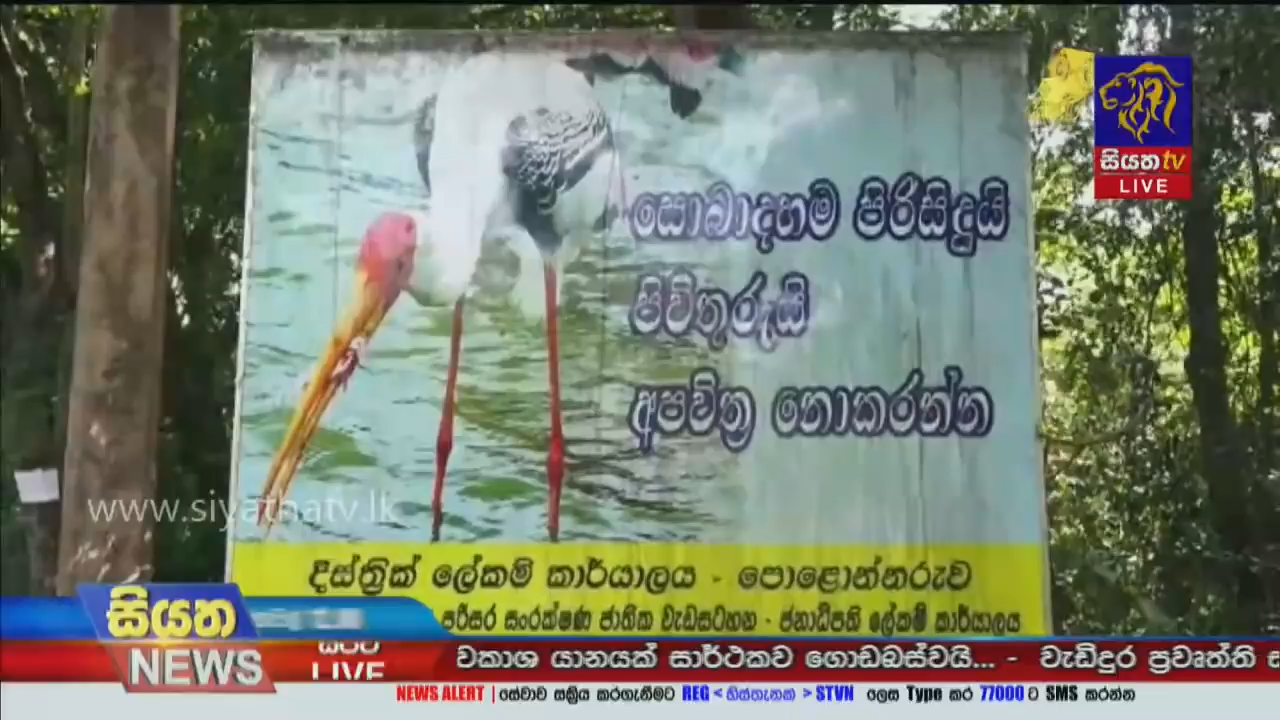 සියත tv
LIVE
සොබාදහම පිරිසිදුයි
පිවිතුරුසි
අපවිත්‍ර නොකරන්න
www.siyathatv.lk
දිස්ත්‍රික් ලේකම් කාර්යාලය - පොළොන්නරුව
පරිසර සංරක්ෂණ ජාතික වැඩසටහන - ජනාධිපති ලේකම් කාර්යාලය
සියත
NEWS
LIVE
වකාශ යානයක් සාර්ථකව ගොඩබස්වයි... - වැඩිදුර ප්‍රවෘත්ති ස
NEWS ALERT | සේවාව සක්‍රිය කරගැනීමට REG < හිස්තැනක > STVN ලෙස Type කර 77000 ට SMS කරන්න